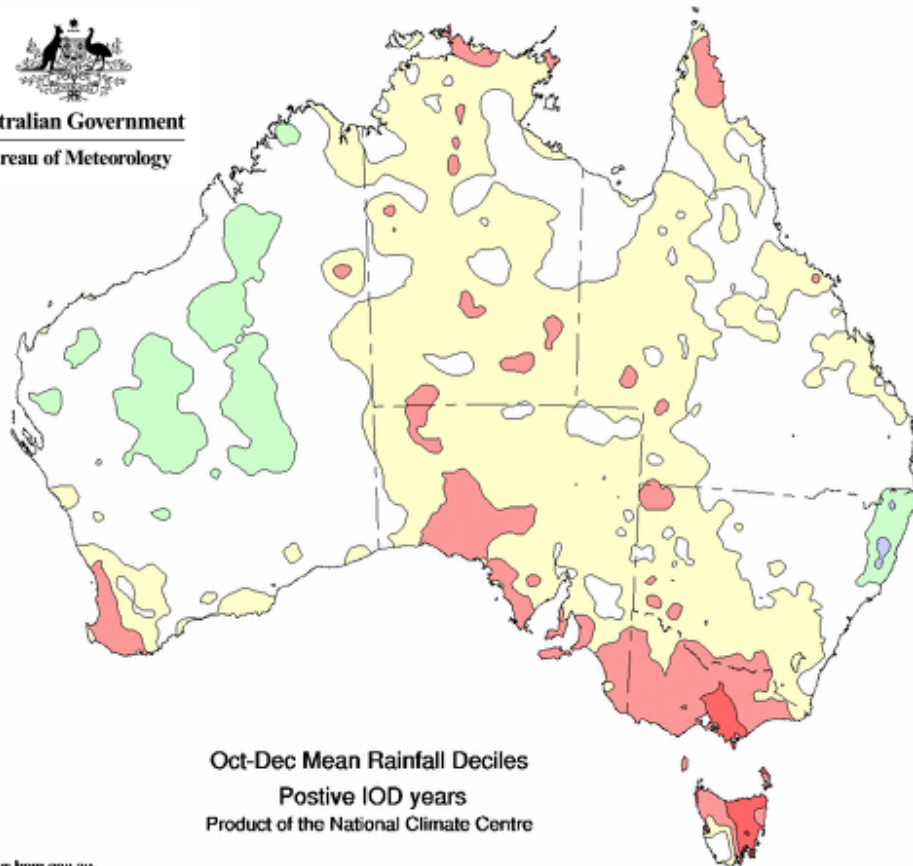 tralian Government
reau of Meteorology
Oct-Dec Mean Rainfall Deciles
Postive IOD years
Product of the National Climate Centre